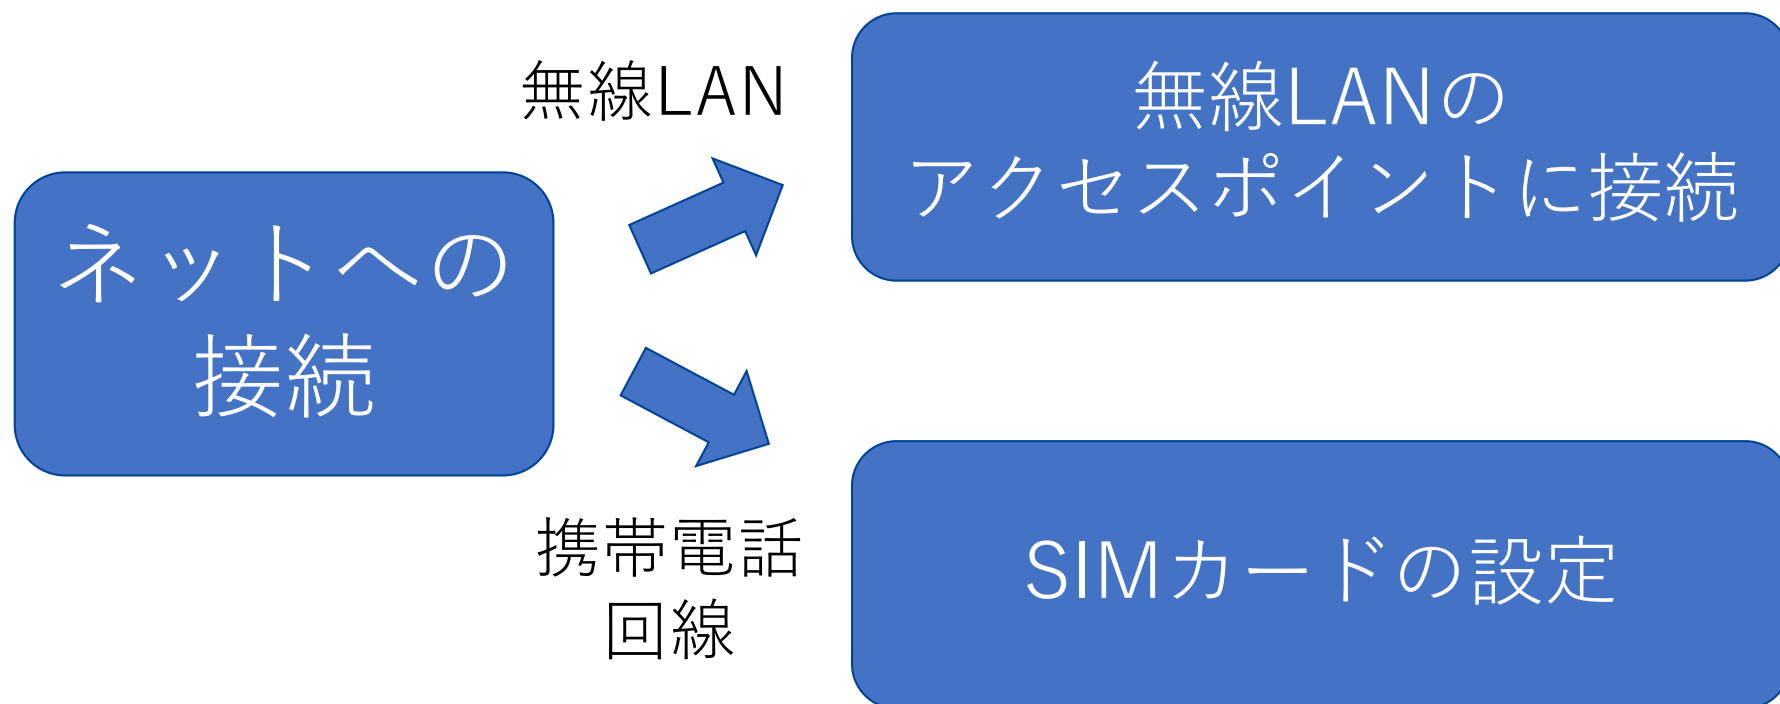 ネットへの
接続
無線LAN
無線LANの
アクセスポイントに接続
携帯電話
回線
SIMカードの設定